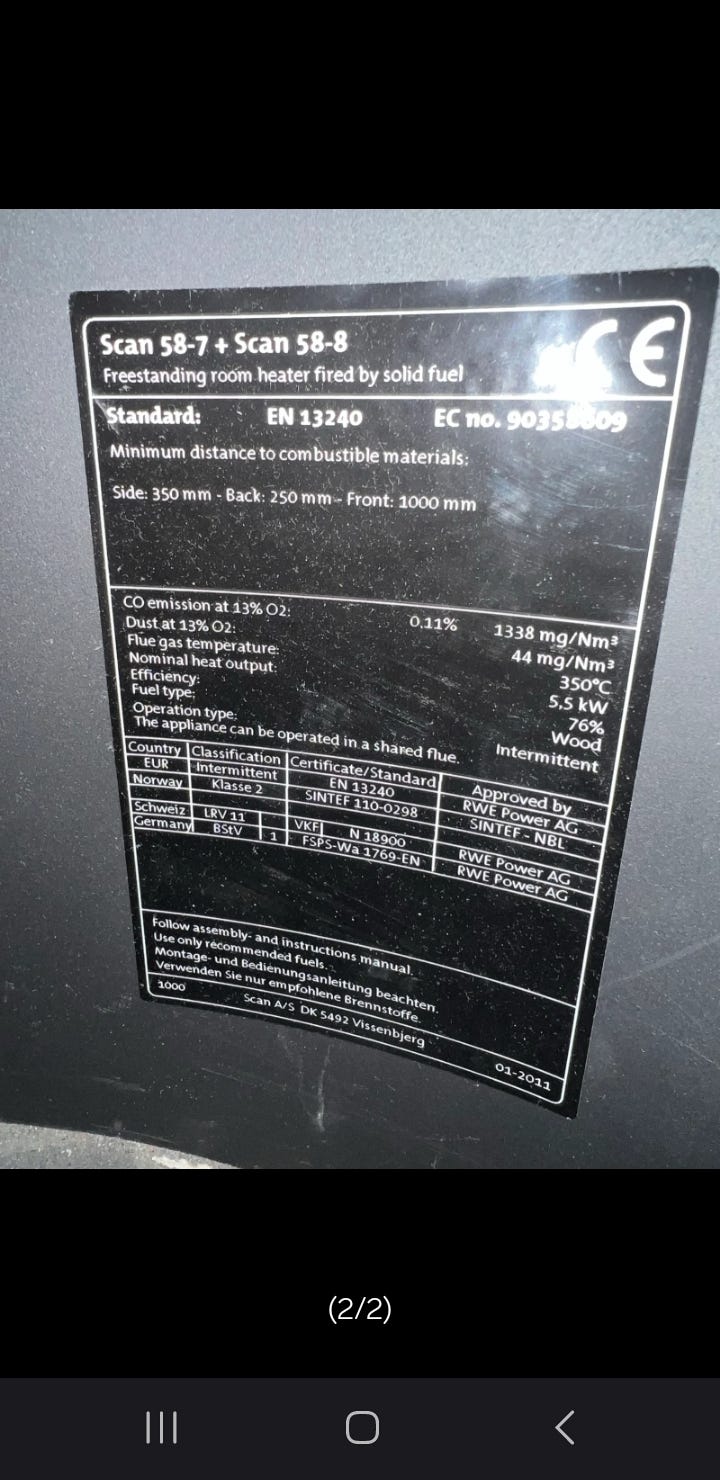 Scan 58-7 + Scan 58-8
CE
Freestanding room heater fired by solid fuel
Standard: EN 13240 EC no.
Minimum distance to combustible materials:
Side: 350 mm - Back: 250 mm - Front: 1000 mm
CO emission at 13% O2: 0,11% 1338 mg/Nm³
Dust at 13% O2: 44 mg/Nm³
Flue gas temperature: 350°C
Nominal heat output: 5,5 kW
Efficiency: 76%
Fuel type: Wood
Operation type: Intermittent
The appliance can be operated in a shared flue.
Country Classification Certificate/Standard Approved by
EUR Intermittent EN 13240 RWE Power AG
Norway Klasse 2 SINTEF 110-0298 SINTEF - NBL
Schweiz LRV 11 VKF N 18900 RWE Power AG
Germany BStV 1 FSPS-Wa 1769-EN RWE Power AG
Follow assembly- and instructions manual.
Use only recommended fuels.
Montage- und Bedienungsanleitung beachten.
Verwenden Sie nur empfohlene Brennstoffe.
1000 Scan A/S DK 5492 Vissenbjerg 01-2011
(2/2)